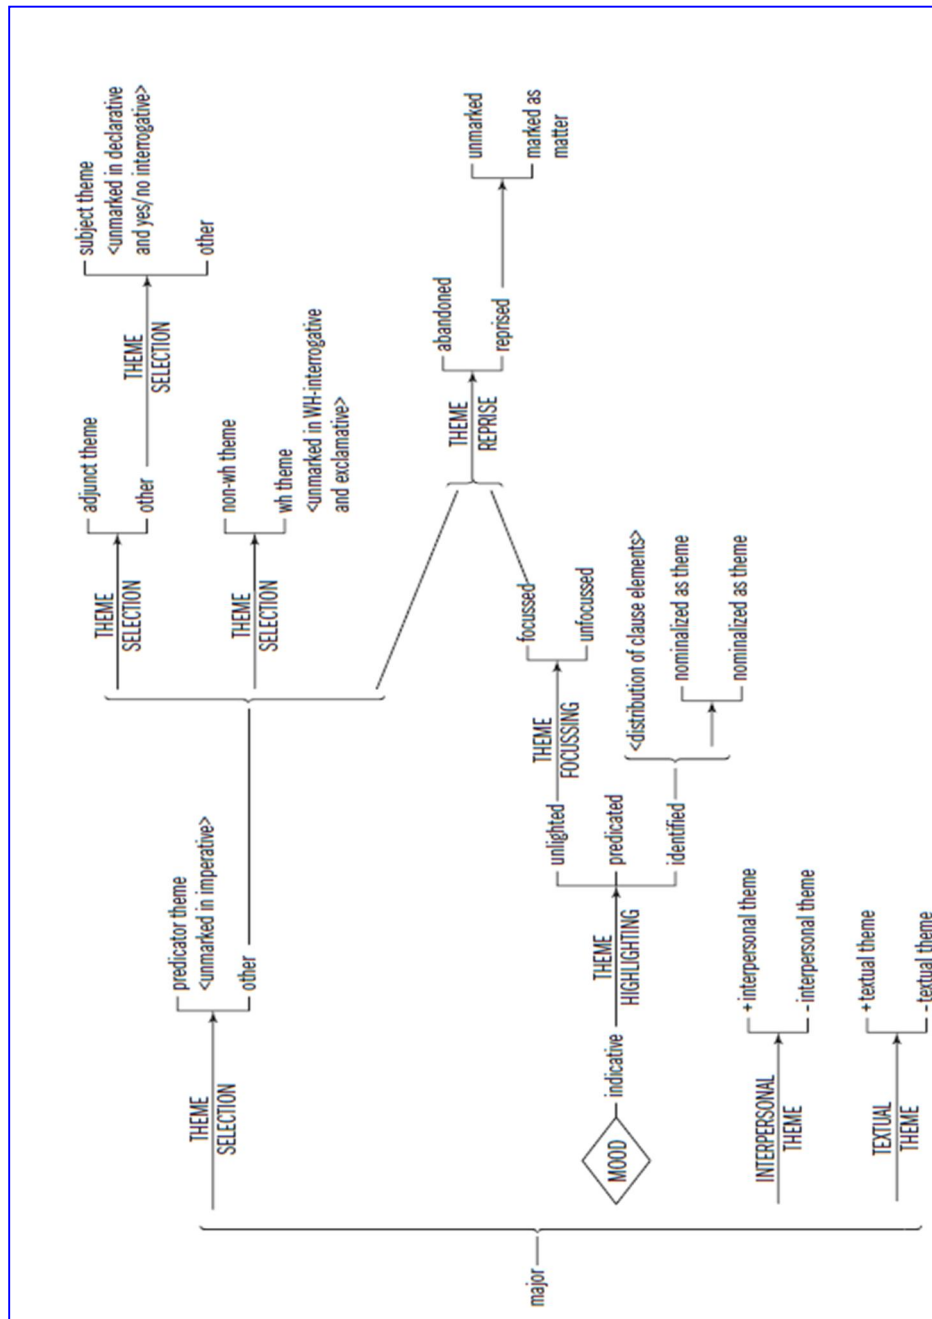 major
THEME
SELECTION
predicator theme
<unmarked in imperative>
other
THEME
SELECTION
adjunct theme
other
THEME
SELECTION
subject theme
<unmarked in declarative
and yes/no interrogative>
other
THEME
SELECTION
non-wh theme
wh theme
<unmarked in WH-interrogative
and exclamative>
THEME
REPRISE
abandoned
reprised
unmarked
marked as
matter
MOOD
indicative
THEME
HIGHLIGHTING
unlighted
predicated
identified
THEME
FOCUSSING
focussed
unfocussed
<distribution of clause elements>
nominalized as theme
nominalized as theme
INTERPERSONAL
THEME
+ interpersonal theme
– interpersonal theme
TEXTUAL
THEME
+ textual theme
– textual theme